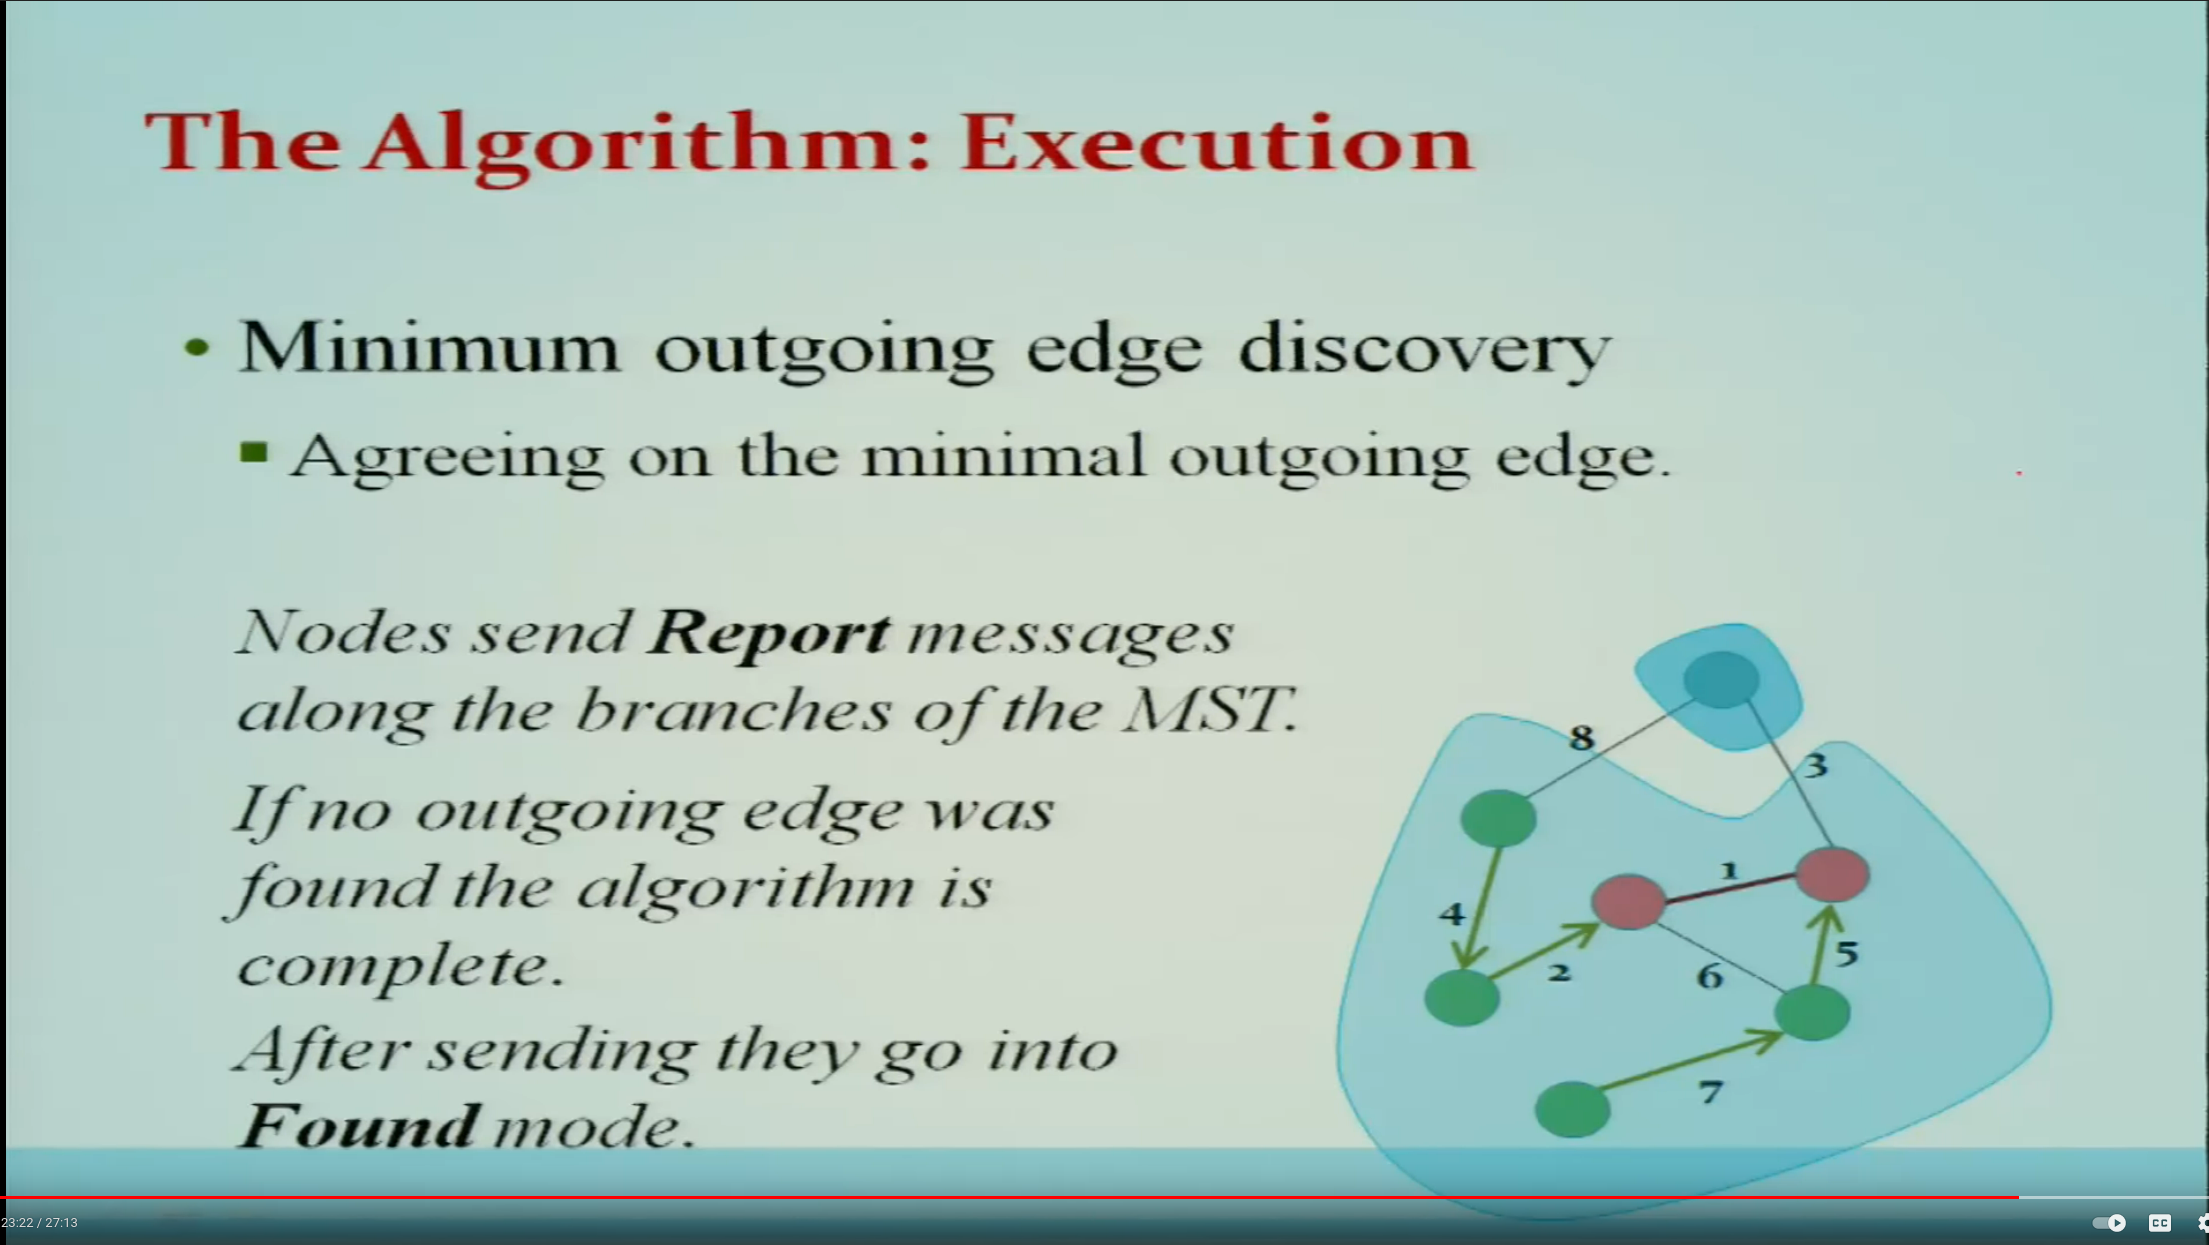 The Algorithm: Execution
• Minimum outgoing edge discovery
▪ Agreeing on the minimal outgoing edge.
Nodes send Report messages
along the branches of the MST.
If no outgoing edge was
found the algorithm is
complete.
After sending they go into
Found mode.
8
3
1
4
2
6
5
7
23:22 / 27:13
CC